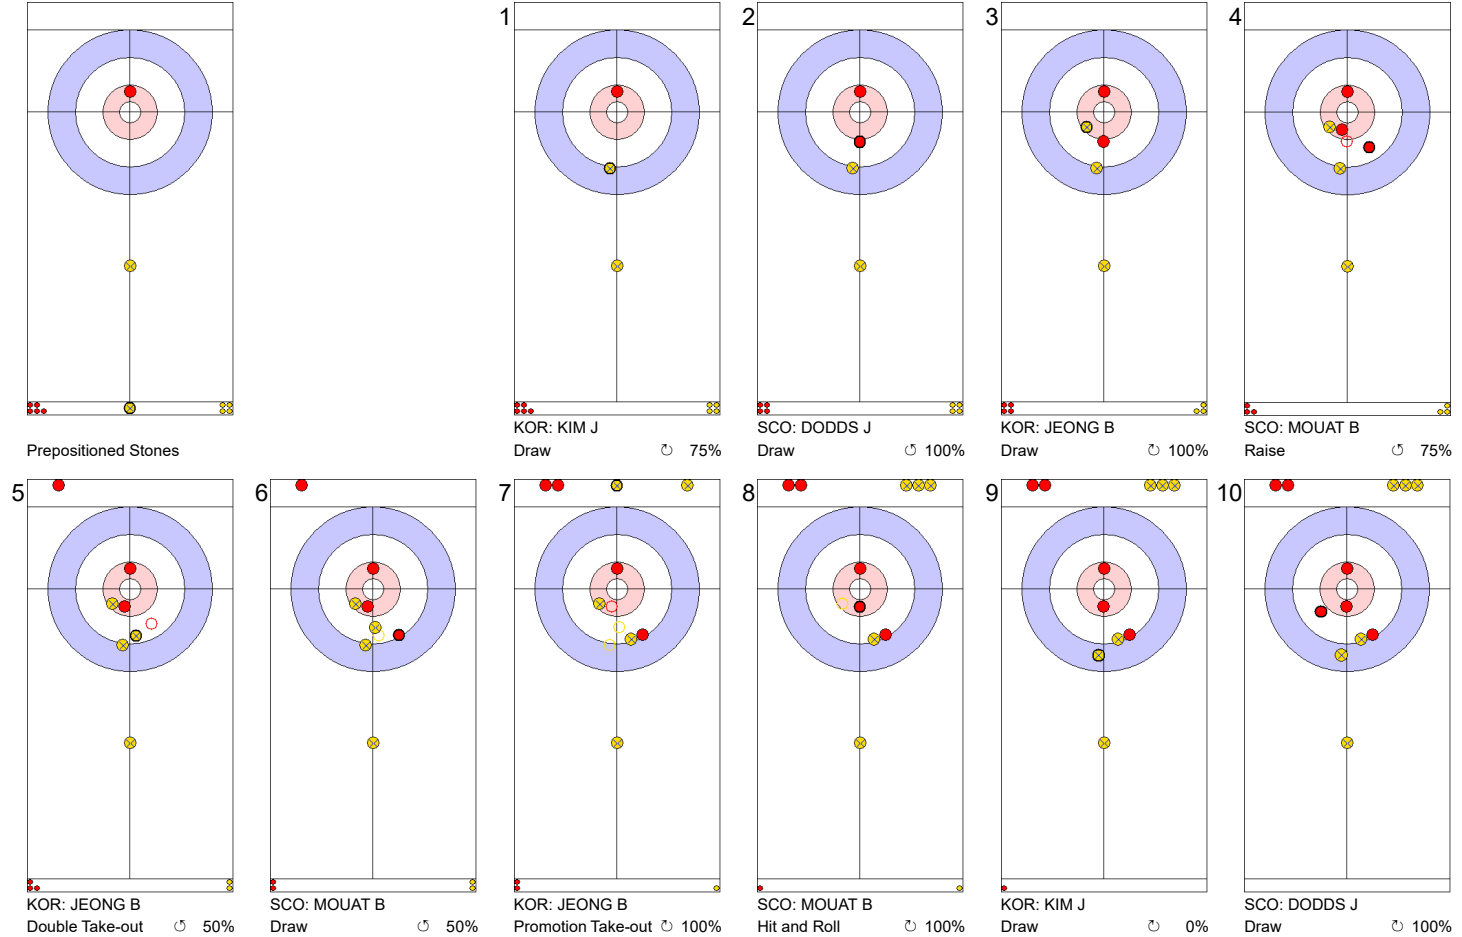 1
2
3
4
Prepositioned Stones
KOR: KIM J
Draw ↻ 75%
SCO: DODDS J
Draw ↺ 100%
KOR: JEONG B
Draw ↻ 100%
SCO: MOUAT B
Raise ↺ 75%
5
6
7
8
9
10
KOR: JEONG B
Double Take-out ↺ 50%
SCO: MOUAT B
Draw ↺ 50%
KOR: JEONG B
Promotion Take-out ↻ 100%
SCO: MOUAT B
Hit and Roll ↻ 100%
KOR: KIM J
Draw ↻ 0%
SCO: DODDS J
Draw ↻ 100%